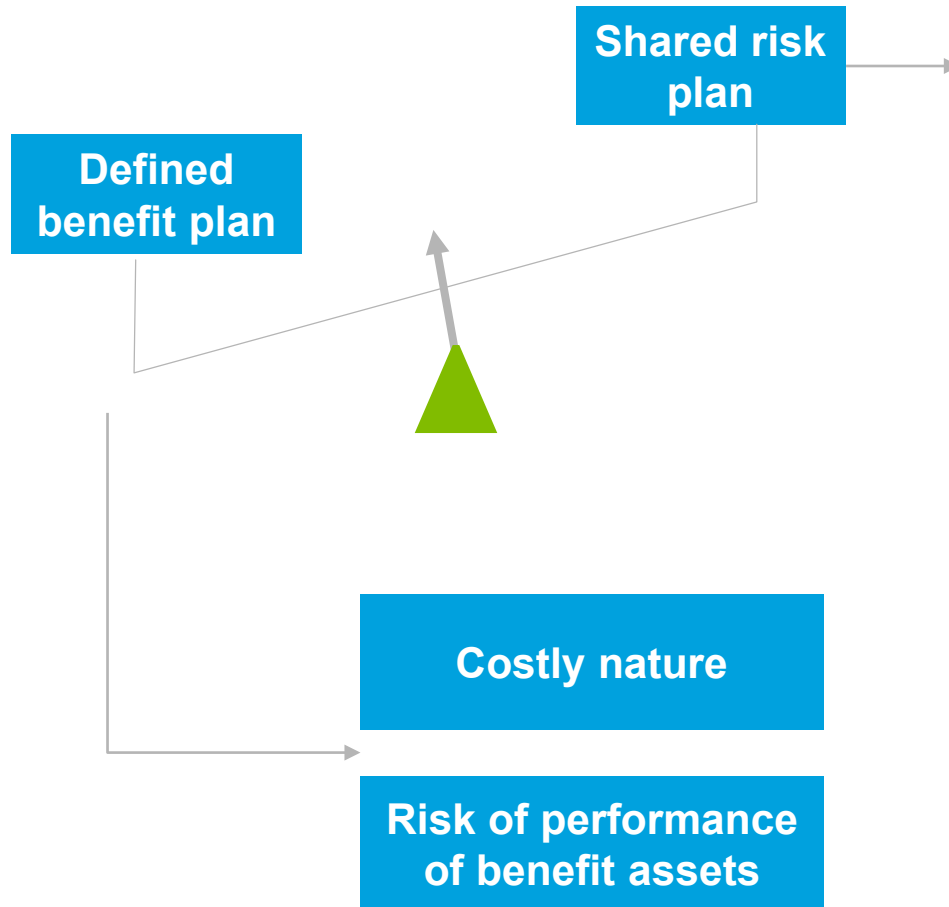 Shared risk
plan
Defined
benefit plan
Costly nature
Risk of performance
of benefit assets